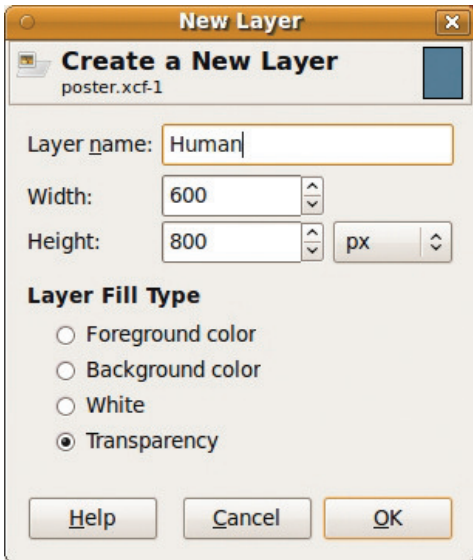 New Layer
Create a New Layer
poster.xcf-1
Layer name: Human
Width: 600
Height: 800 px
Layer Fill Type
Foreground color
Background color
White
Transparency
Help Cancel OK